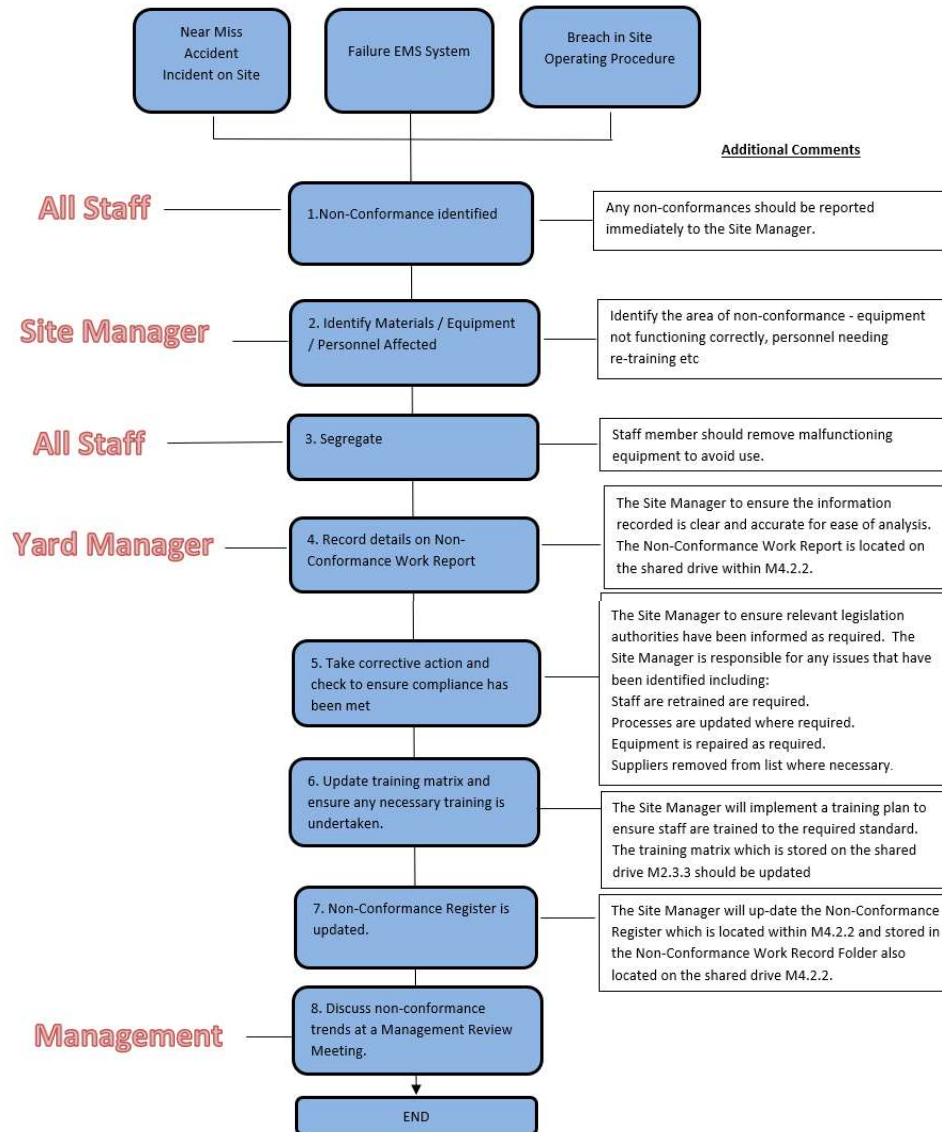 Near Miss
Accident
Incident on Site
Failure EMS System
Breach in Site
Operating Procedure
Additional Comments
All Staff
1.Non-Conformance identified
Any non-conformances should be reported
immediately to the Site Manager.
Site Manager
2. Identify Materials / Equipment
/ Personnel Affected
Identify the area of non-conformance - equipment
not functioning correctly, personnel needing
re-training etc
All Staff
3. Segregate
Staff member should remove malfunctioning
equipment to avoid use.
Yard Manager
4. Record details on Non-
Conformance Work Report
The Site Manager to ensure the information
recorded is clear and accurate for ease of analysis.
The Non-Conformance Work Report is located on
the shared drive within M4.2.2.
5. Take corrective action and
check to ensure compliance has
been met
The Site Manager to ensure relevant legislation
authorities have been informed as required. The
Site Manager is responsible for any issues that have
been identified including:
Staff are retrained are required.
Processes are updated where required.
Equipment is repaired as required.
Suppliers removed from list where necessary.
6. Update training matrix and
ensure any necessary training is
undertaken.
The Site Manager will implement a training plan to
ensure staff are trained to the required standard.
The training matrix which is stored on the shared
drive M2.3.3 should be updated
7. Non-Conformance Register is
updated.
The Site Manager will up-date the Non-Conformance
Register which is located within M4.2.2 and stored in
the Non-Conformance Work Record Folder also
located on the shared drive M4.2.2.
Management
8. Discuss non-conformance
trends at a Management Review
Meeting.
END